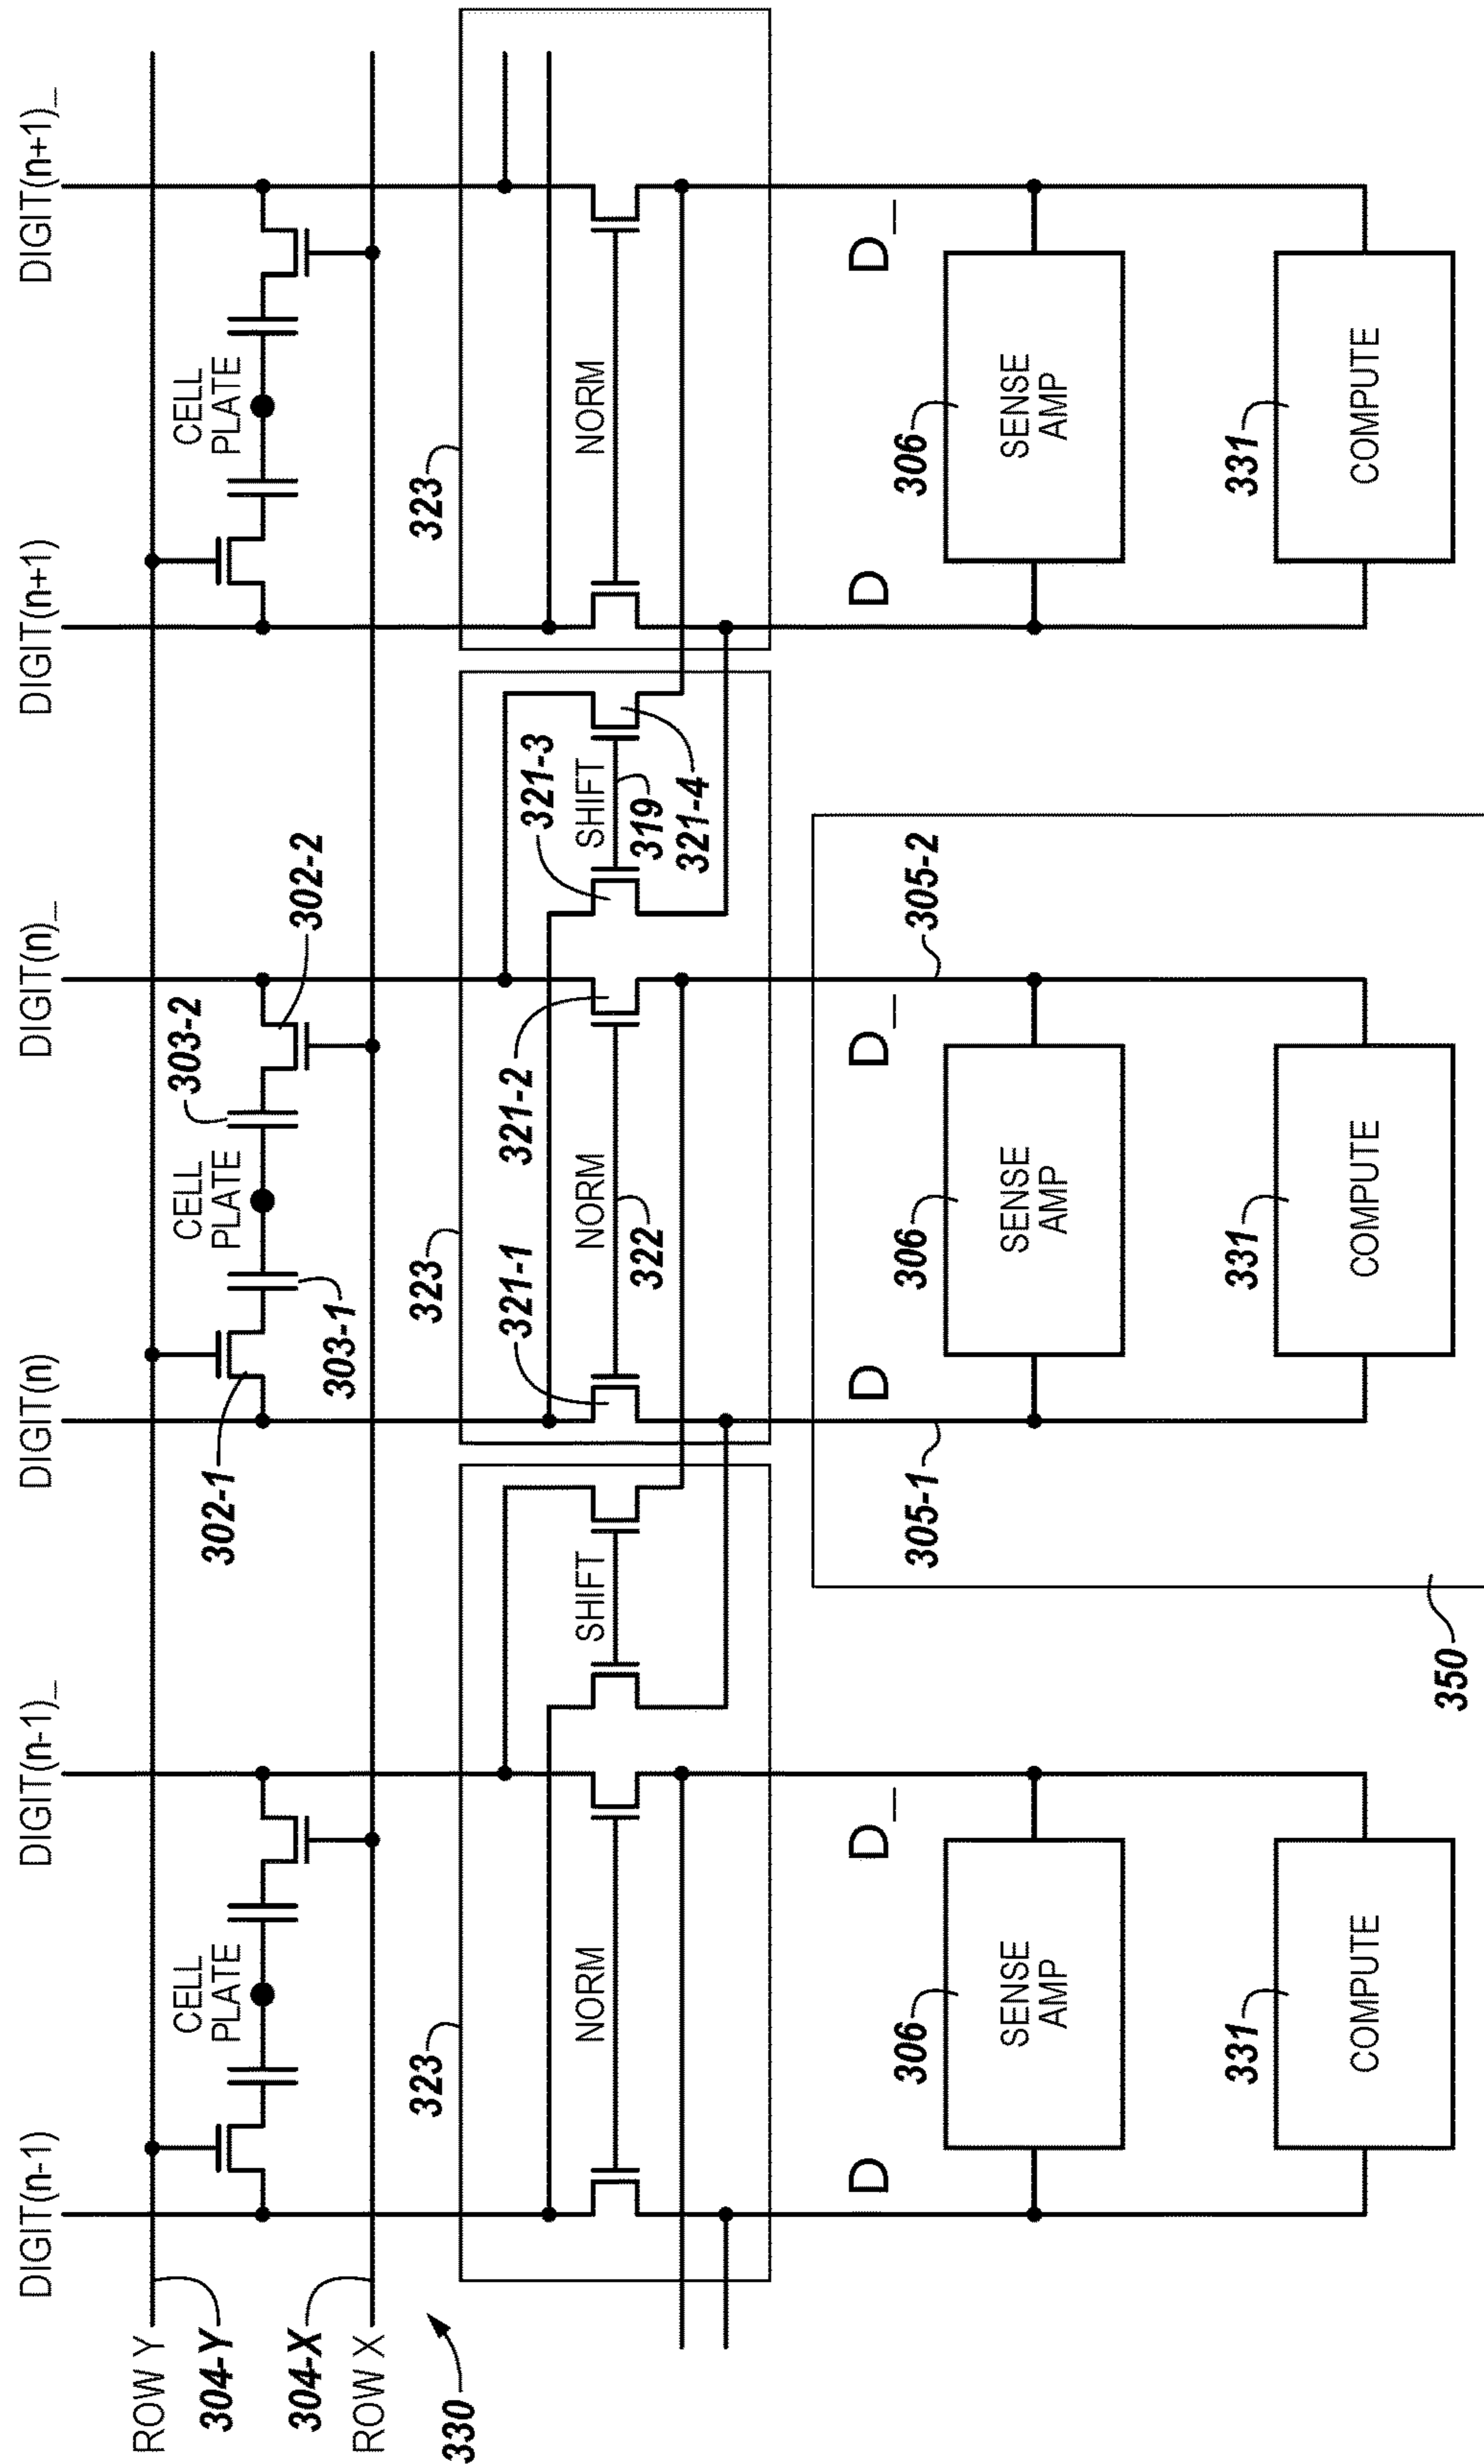 DIGIT(n-1)
DIGIT(n-1)_
DIGIT(n)
DIGIT(n)_
DIGIT(n+1)
DIGIT(n+1)_
ROW Y
304-Y
304-X
ROW X
330
CELL
PLATE
302-1
303-1
CELL
PLATE
303-2
302-2
CELL
PLATE
323
NORM
SHIFT
323
321-1
NORM
322
321-2
321-3
SHIFT
319
321-4
323
NORM
D
D_
305-1
D
D_
305-2
D
D_
306
SENSE
AMP
306
SENSE
AMP
306
SENSE
AMP
331
COMPUTE
331
COMPUTE
331
COMPUTE
350